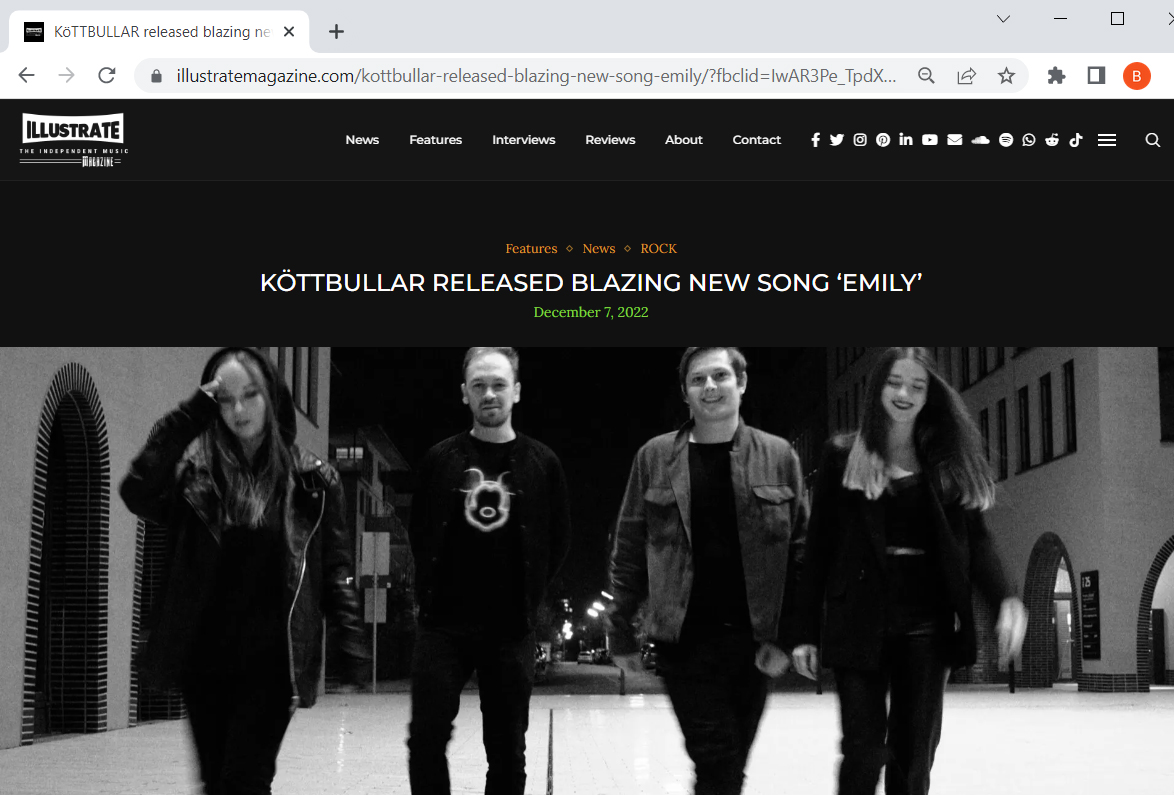 KöTTBULLAR released blazing ne
illustratemagazine.com/kottbullar-released-blazing-new-song-emily/?fbclid=IwAR3Pe_TpdX...
B
ILLUSTRATE
THE INDEPENDENT MUSIC
MAGAZINE
News Features Interviews Reviews About Contact
Features ◇ News ◇ ROCK
KÖTTBULLAR RELEASED BLAZING NEW SONG ‘EMILY’
December 7, 2022